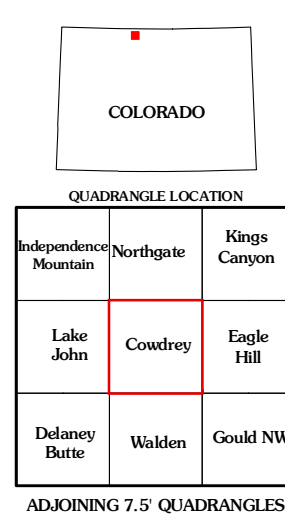 COLORADO
QUADRANGLE LOCATION
Independence
Mountain
Northgate
Kings
Canyon
Lake
John
Cowdrey
Eagle
Hill
Delaney
Butte
Walden
Gould NW
ADJOINING 7.5' QUADRANGLES